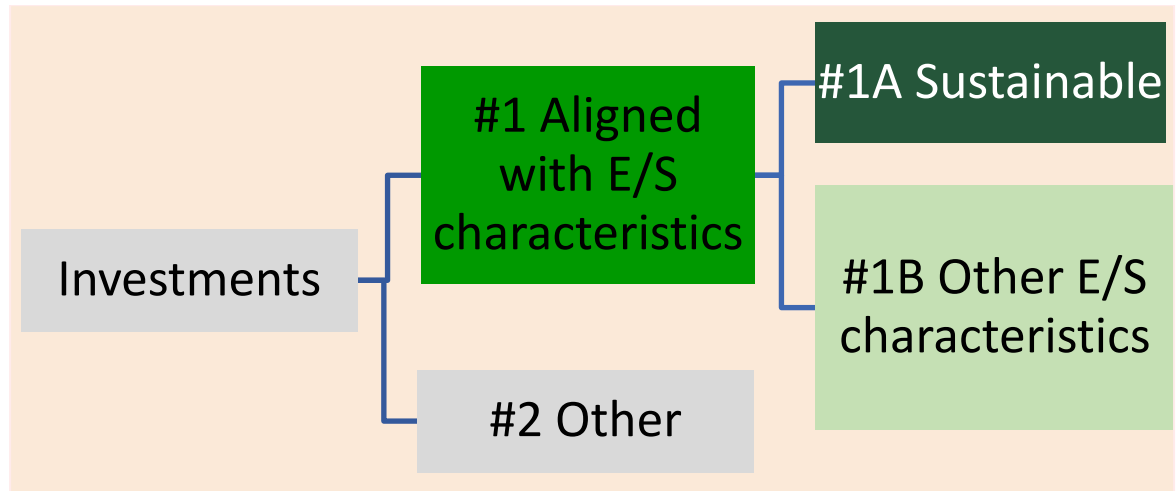 Investments
#1 Aligned
with E/S
characteristics
#2 Other
#1A Sustainable
#1B Other E/S
characteristics